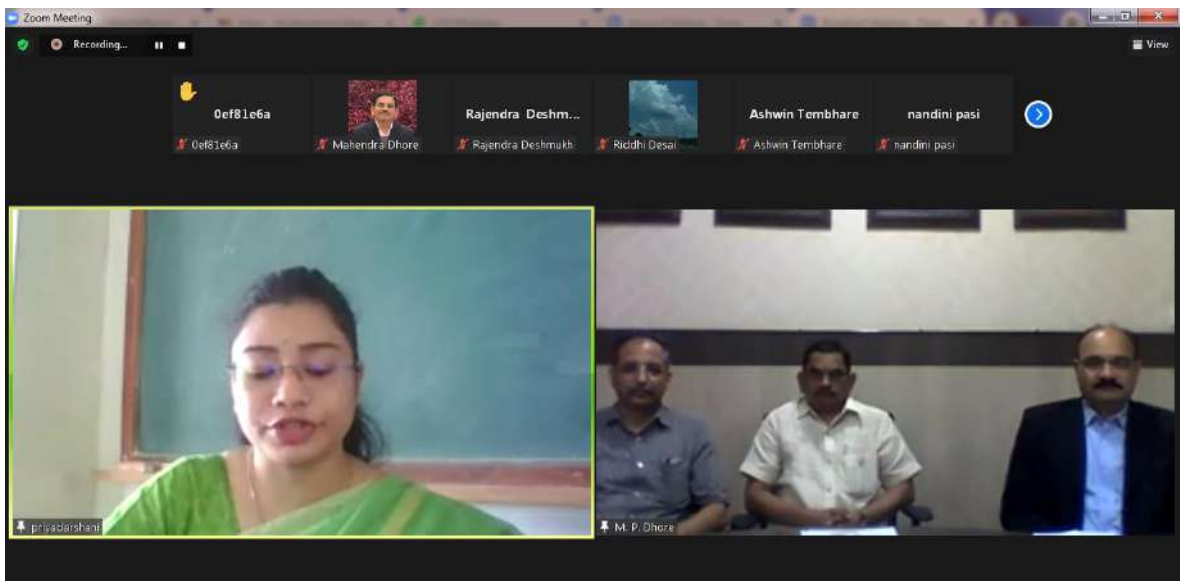 Zoom Meeting
Recording...
View
0ef81e6a
Rajendra Deshm...
Ashwin Tembhare
nandini pasi
0ef81e6a
Mahendra Dhore
Rajendra Deshmukh
Riddhi Desai
Ashwin Tembhare
nandini pasi
priyadarshani
M. P. Dhore